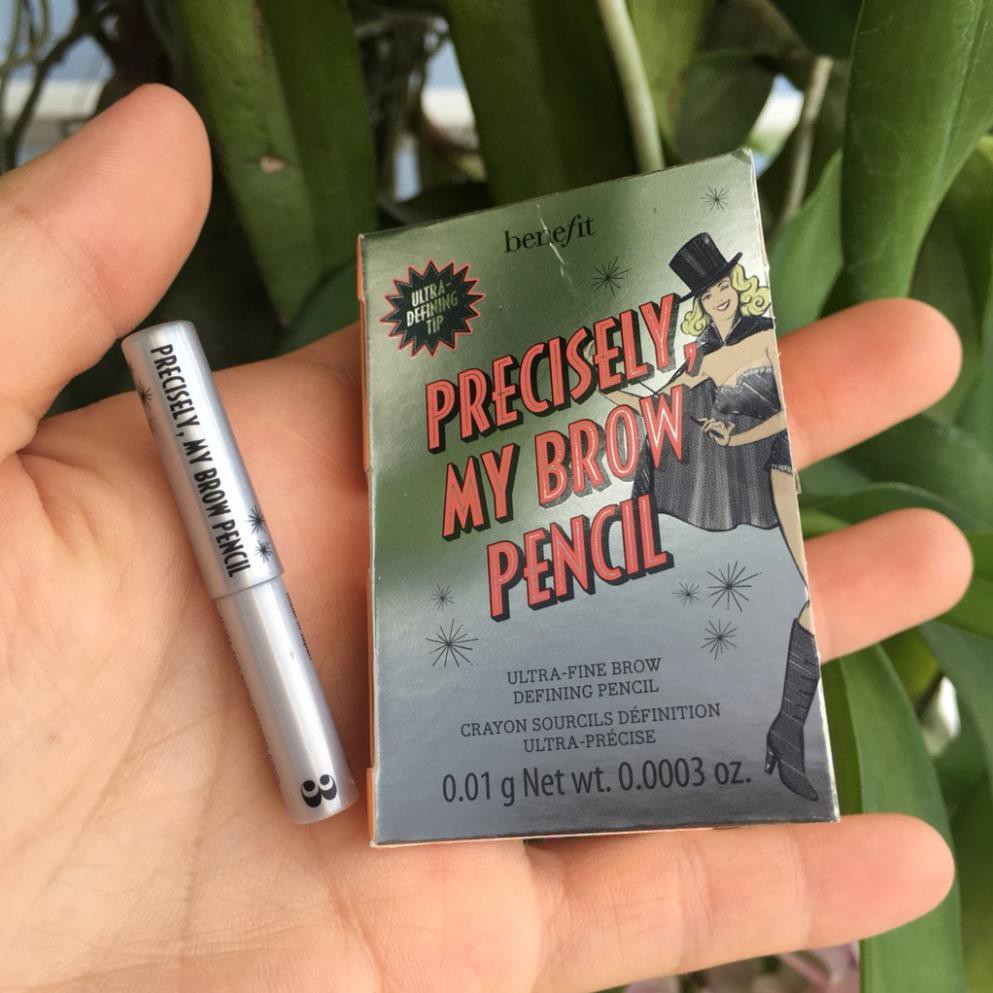 PRECISELY, MY BROW PENCIL
3
benefit
ULTRA-
DEFINING
TIP
PRECISELY,
MY BROW
PENCIL
ULTRA-FINE BROW
DEFINING PENCIL
CRAYON SOURCILS DÉFINITION
ULTRA-PRÉCISE
0.01 g Net wt. 0.0003 oz.